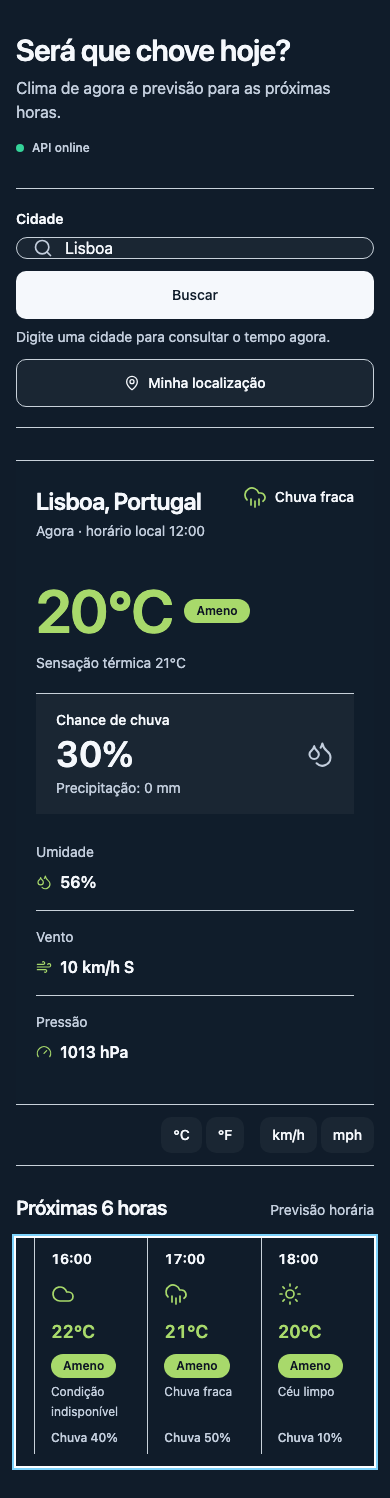 Será que chove hoje?
Clima de agora e previsão para as próximas
horas.
API online
Cidade
Lisboa
Buscar
Digite uma cidade para consultar o tempo agora.
Minha localização
Lisboa, Portugal
Chuva fraca
Agora · horário local 12:00
20°C
Ameno
Sensação térmica 21°C
Chance de chuva
30%
Precipitação: 0 mm
Umidade
56%
Vento
10 km/h S
Pressão
1013 hPa
°C °F km/h mph
Próximas 6 horas
Previsão horária
16:00
22°C
Ameno
Condição
indisponível
Chuva 40%
17:00
21°C
Ameno
Chuva fraca
Chuva 50%
18:00
20°C
Ameno
Céu limpo
Chuva 10%